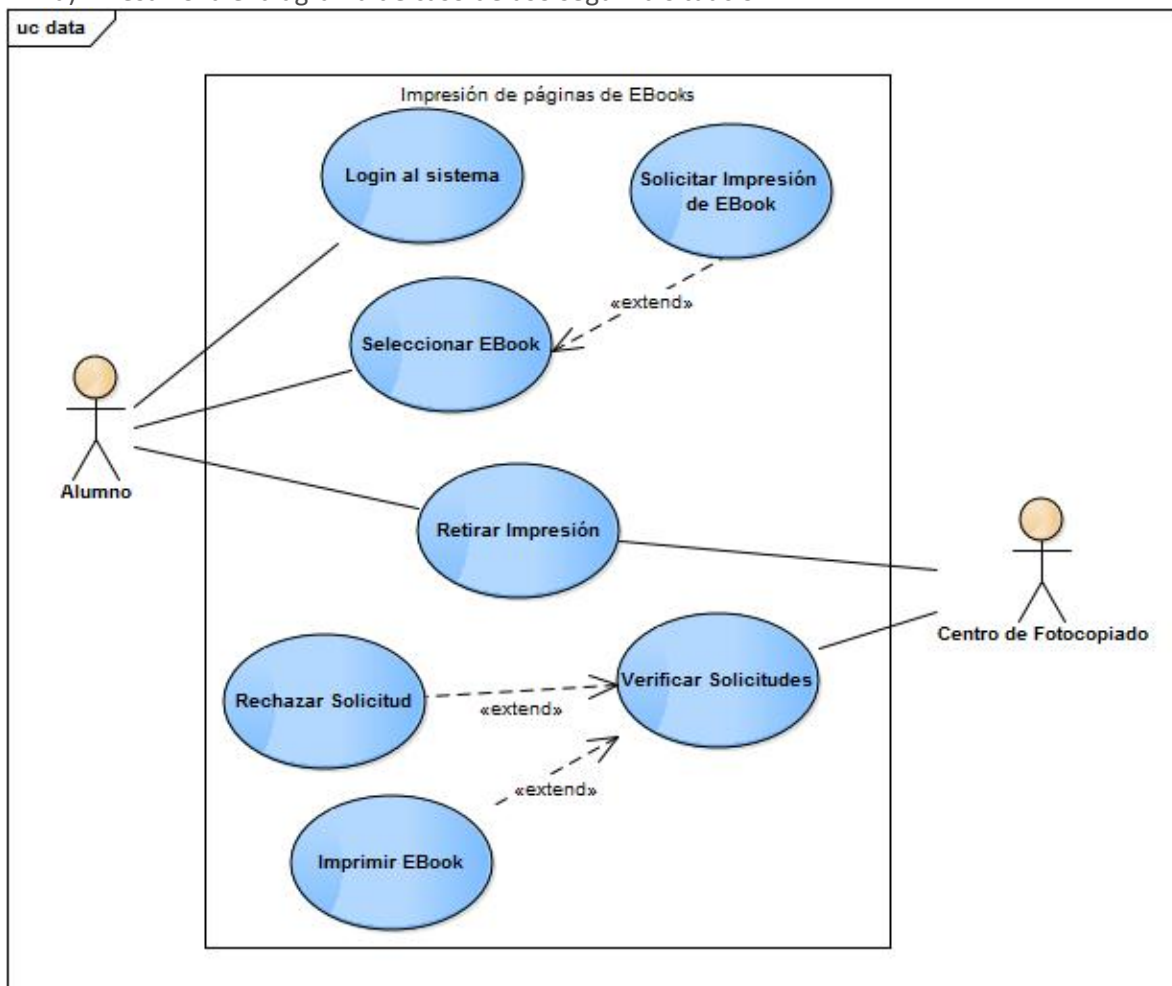 uc data
Impresión de páginas de EBooks
Login al sistema
Solicitar Impresión
de EBook
«extend»
Seleccionar EBook
Alumno
Retirar Impresión
Centro de Fotocopiado
Verificar Solicitudes
Rechazar Solicitud
«extend»
«extend»
Imprimir EBook